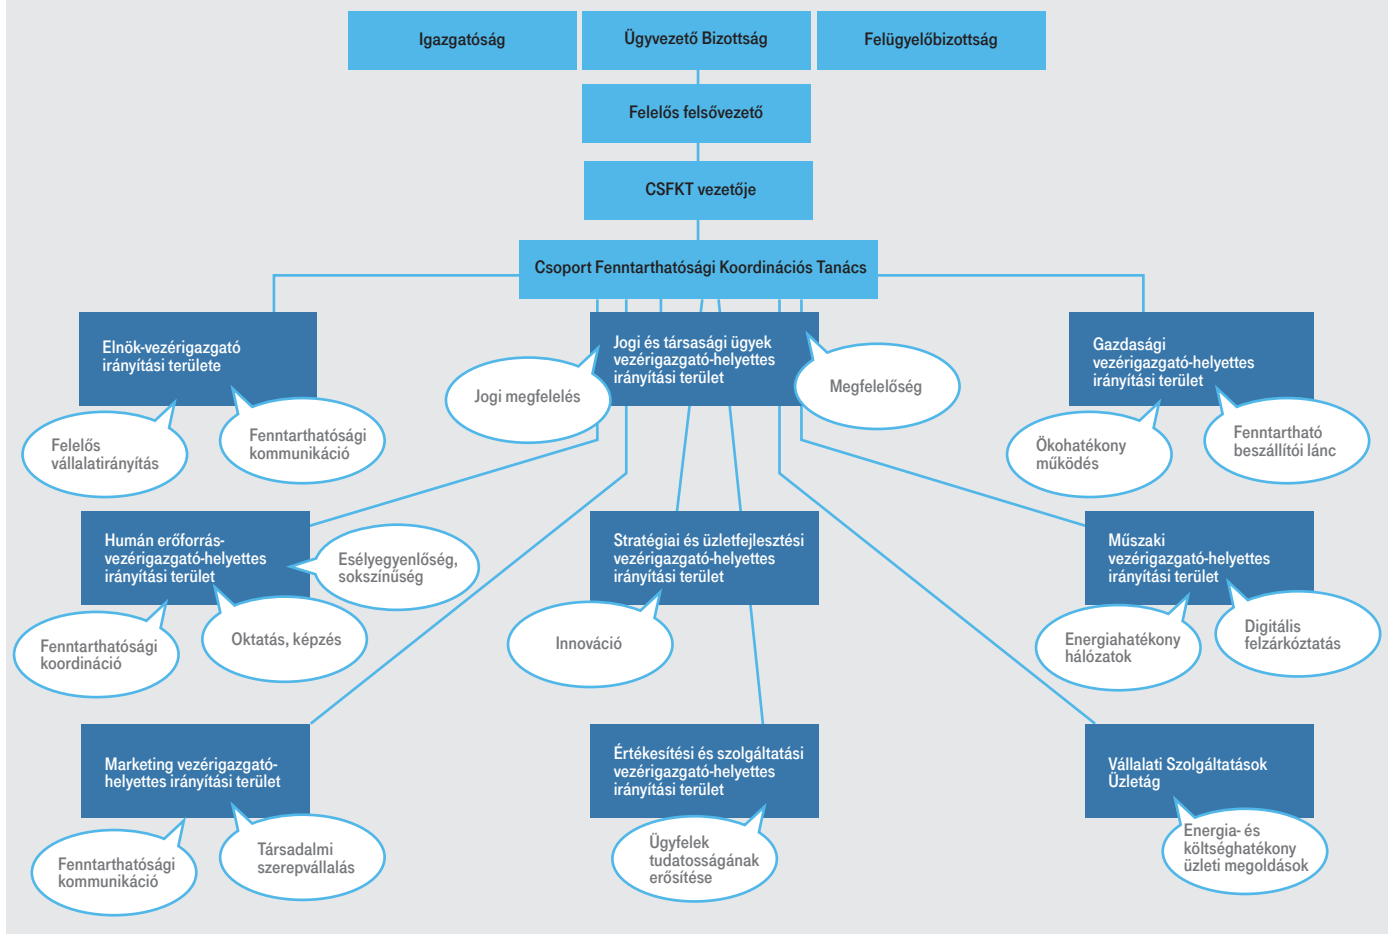 Igazgatóság
Ügyvezető Bizottság
Felügyelőbizottság
Felelős felsővezető
CSFKT vezetője
Csoport Fenntarthatósági Koordinációs Tanács
Elnök-vezérigazgató
irányítási területe
Felelős
vállalatirányítás
Fenntarthatósági
kommunikáció
Jogi és társasági ügyek
vezérigazgató-helyettes
irányítási terület
Jogi megfelelés
Megfelelőség
Gazdasági
vezérigazgató-helyettes
irányítási terület
Ökohatékony
működés
Fenntartható
beszállítói lánc
Humán erőforrás-
vezérigazgató-helyettes
irányítási terület
Esélyegyenlőség,
sokszínűség
Fenntarthatósági
koordináció
Oktatás, képzés
Stratégiai és üzletfejlesztési
vezérigazgató-helyettes
irányítási terület
Innováció
Műszaki
vezérigazgató-helyettes
irányítási terület
Energiahatékony
hálózatok
Digitális
felzárkóztatás
Marketing vezérigazgató-
helyettes irányítási terület
Fenntarthatósági
kommunikáció
Társadalmi
szerepvállalás
Értékesítési és szolgáltatási
vezérigazgató-helyettes
irányítási terület
Ügyfelek
tudatosságának
erősítése
Vállalati Szolgáltatások
Üzletág
Energia- és
költséghatékony
üzleti megoldások